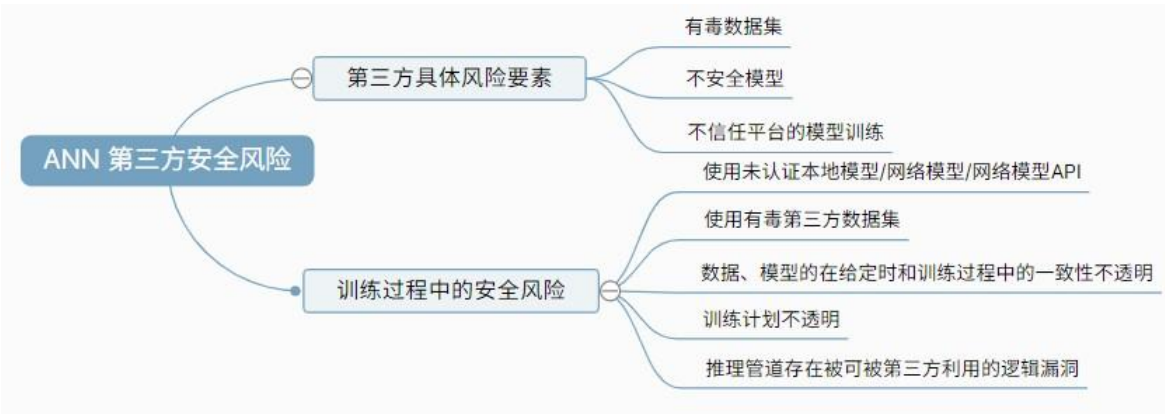 ANN 第三方安全风险
第三方具体风险要素
有毒数据集
不安全模型
不信任平台的模型训练
训练过程中的安全风险
使用未认证本地模型/网络模型/网络模型API
使用有毒第三方数据集
数据、模型的在给定时和训练过程中的一致性不透明
训练计划不透明
推理管道存在被可被第三方利用的逻辑漏洞